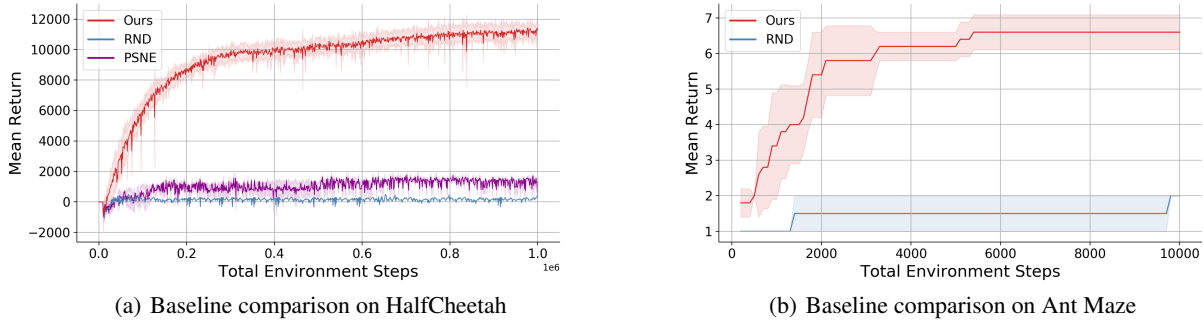 Ours
RND
PSNE
12000
10000
8000
6000
4000
2000
0
−2000
Mean Return
0.0 0.2 0.4 0.6 0.8 1.0
1e6
Total Environment Steps
(a) Baseline comparison on HalfCheetah
Ours
RND
7
6
5
4
3
2
1
Mean Return
0 2000 4000 6000 8000 10000
Total Environment Steps
(b) Baseline comparison on Ant Maze